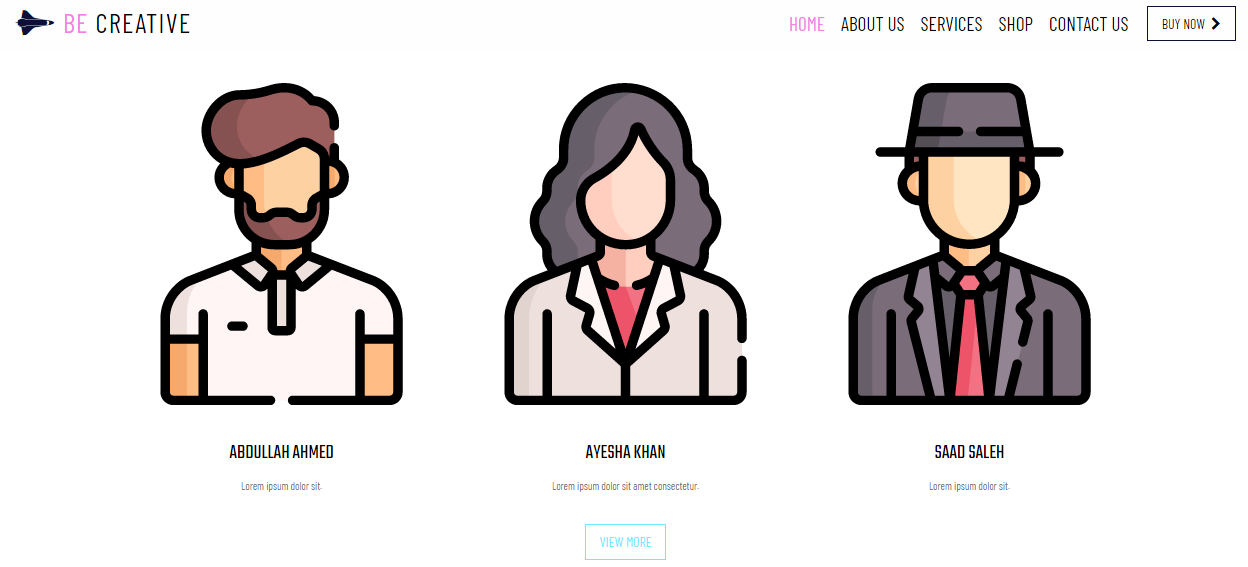 BE CREATIVE
HOME ABOUT US SERVICES SHOP CONTACT US BUY NOW
ABDULLAH AHMED AYESHA KHAN SAAD SALEH
Lorem ipsum dolor sit. Lorem ipsum dolor sit amet consectetur. Lorem ipsum dolor sit.
VIEW MORE